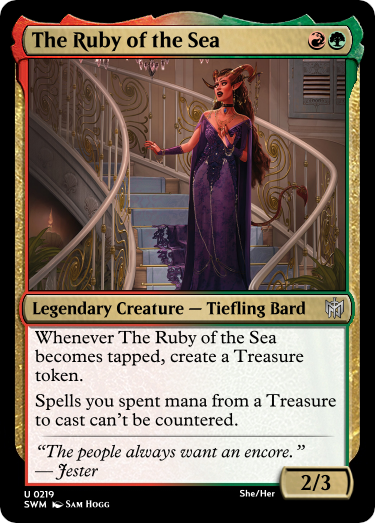 The Ruby of the Sea
Legendary Creature — Tiefling Bard
Whenever The Ruby of the Sea
becomes tapped, create a Treasure
token.
Spells you spent mana from a Treasure
to cast can't be countered.
“The people always want an encore.”
— Jester
2/3
U 0219
She/Her
SWM Sam Hogg